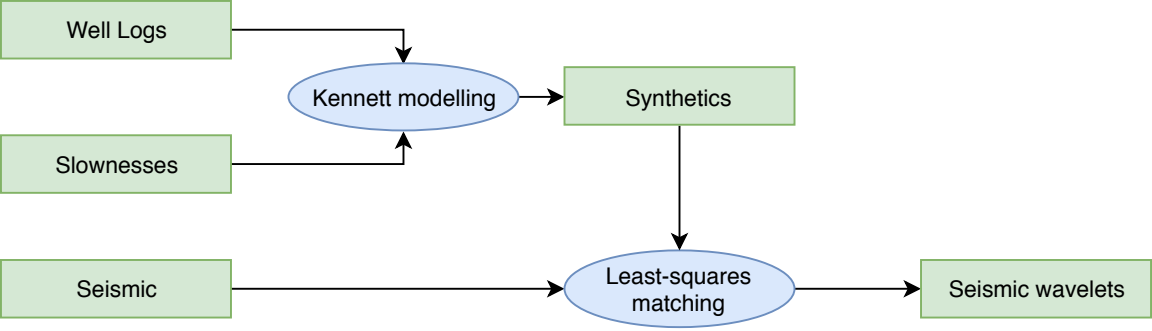 Well Logs
Kennett modelling
Synthetics
Slownesses
Seismic
Least-squares
matching
Seismic wavelets